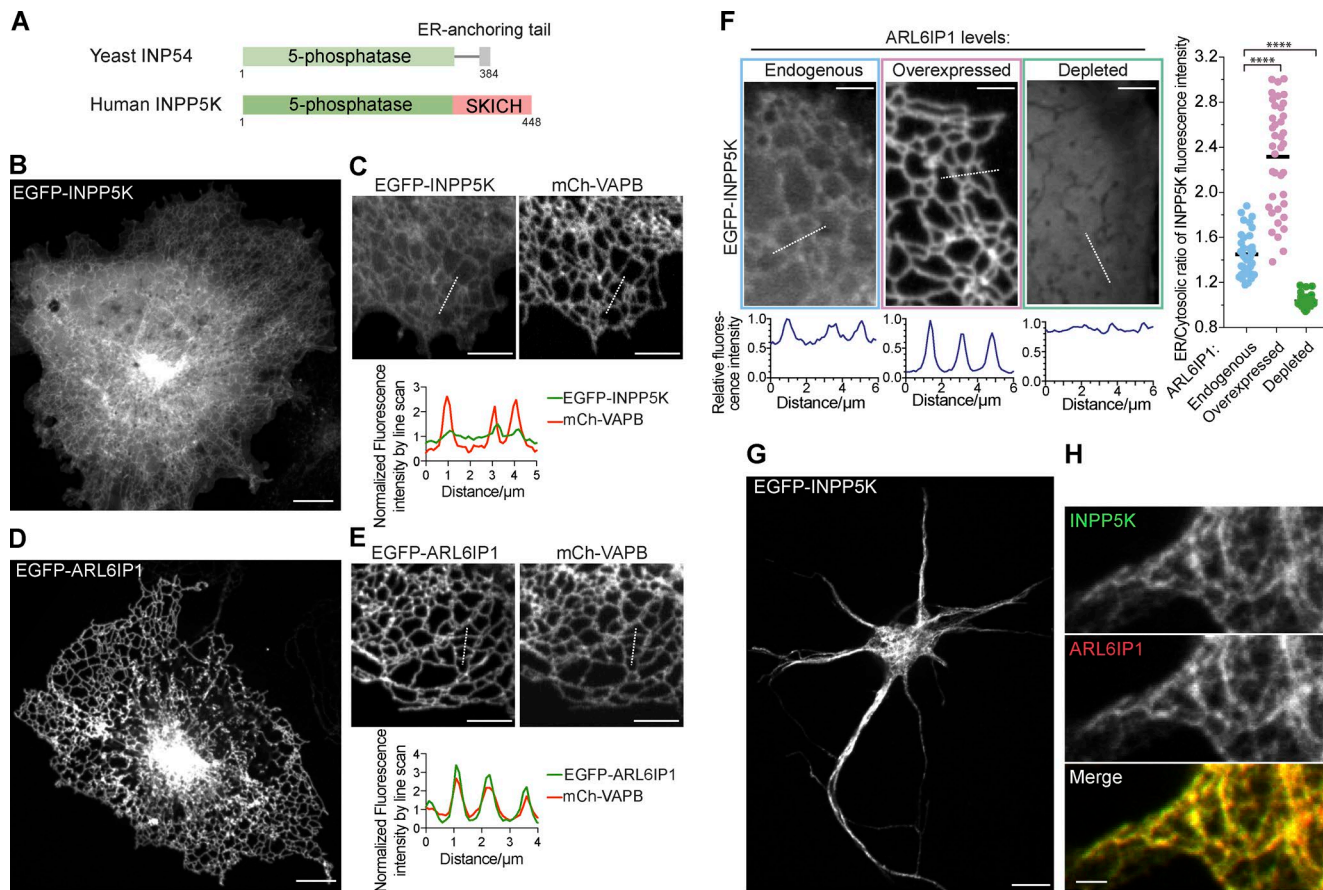 A
ER-anchoring tail
Yeast INP54
5-phosphatase
1
384
Human INPP5K
5-phosphatase
SKICH
1
448
B
EGFP-INPP5K
C
EGFP-INPP5K
mCh-VAPB
Normalized Fluorescence
intensity by line scan
3
2
1
0
0 1 2 3 4 5
Distance/μm
EGFP-INPP5K
mCh-VAPB
D
EGFP-ARL6IP1
E
EGFP-ARL6IP1
mCh-VAPB
Normalized Fluorescence
intensity by line scan
4
3
2
1
0
0 1 2 3 4
Distance/μm
EGFP-ARL6IP1
mCh-VAPB
F
ARL6IP1 levels:
Endogenous
Overexpressed
Depleted
EGFP-INPP5K
Relative fluores-
cence intensity
1.0
0.5
0.0
0 2 4 6
Distance/μm
1.0
0.5
0.0
0 2 4 6
Distance/μm
1.0
0.5
0.0
0 2 4 6
Distance/μm
ER/Cytosolic ratio of INPP5K fluorescence intensity
3.2
2.8
2.4
2.0
1.6
1.2
0.8
****
****
ARL6IP1:
Endogenous
Overexpressed
Depleted
G
EGFP-INPP5K
H
INPP5K
ARL6IP1
Merge